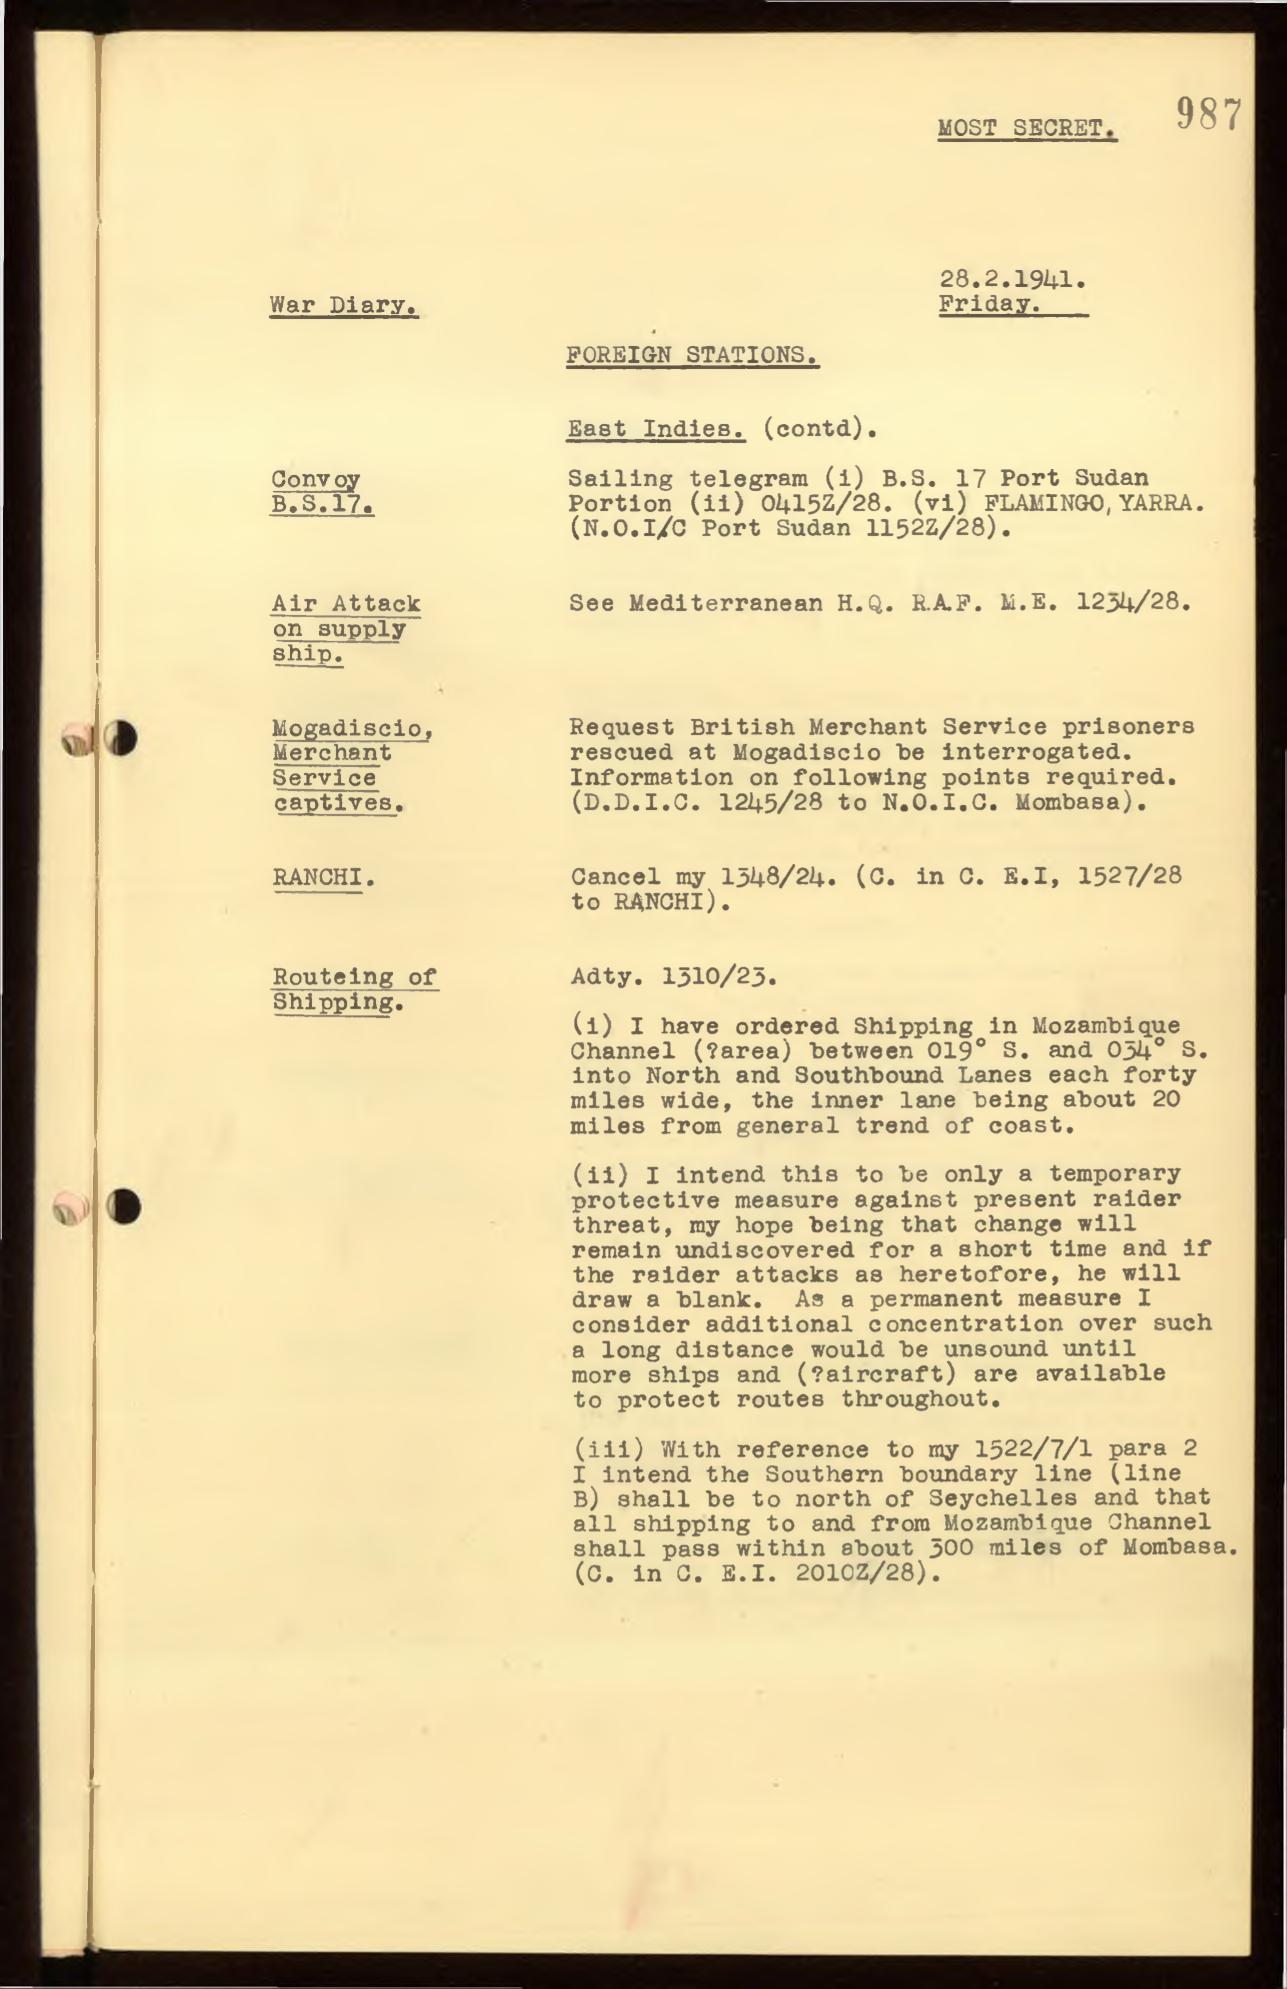 987
MOST SECRET.
28.2.1941.
War Diary.
Friday.
FOREIGN STATIONS.
East Indies. (contd).
Convoy
B.S.17.
Sailing telegram (i) B.S. 17 Port Sudan
Portion (ii) 0415Z/28. (vi) FLAMINGO, YARRA.
(N.O.I/C Port Sudan 1152Z/28).
Air Attack
on supply
ship.
See Mediterranean H.Q. R.A.F. M.E. 1234/28.
Mogadiscio,
Merchant
Service
captives.
Request British Merchant Service prisoners
rescued at Mogadiscio be interrogated.
Information on following points required.
(D.D.I.C. 1245/28 to N.O.I.C. Mombasa).
RANCHI.
Cancel my 1348/24. (C. in C. E.I, 1527/28
to RANCHI).
Routeing of
Shipping.
Adty. 1310/23.
(i) I have ordered Shipping in Mozambique
Channel (?area) between 019° S. and 034° S.
into North and Southbound Lanes each forty
miles wide, the inner lane being about 20
miles from general trend of coast.
(ii) I intend this to be only a temporary
protective measure against present raider
threat, my hope being that change will
remain undiscovered for a short time and if
the raider attacks as heretofore, he will
draw a blank. As a permanent measure I
consider additional concentration over such
a long distance would be unsound until
more ships and (?aircraft) are available
to protect routes throughout.
(iii) With reference to my 1522/7/1 para 2
I intend the Southern boundary line (line
B) shall be to north of Seychelles and that
all shipping to and from Mozambique Channel
shall pass within about 300 miles of Mombasa.
(C. in C. E.I. 2010Z/28).